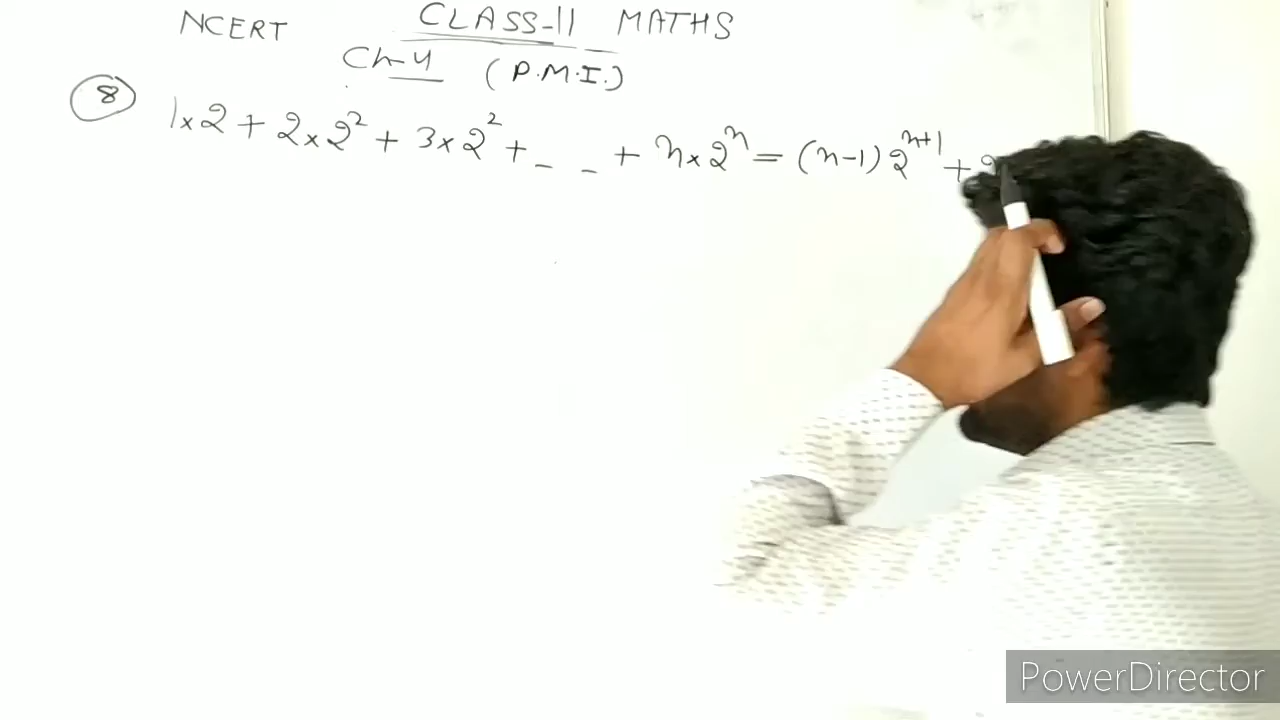 NCERT CLASS-11 MATHS
Ch-4 (P.M.I.)
8 1×2 + 2×2² + 3×2² + _ _ + n×2ⁿ = (n-1) 2ⁿ⁺¹ +
PowerDirector